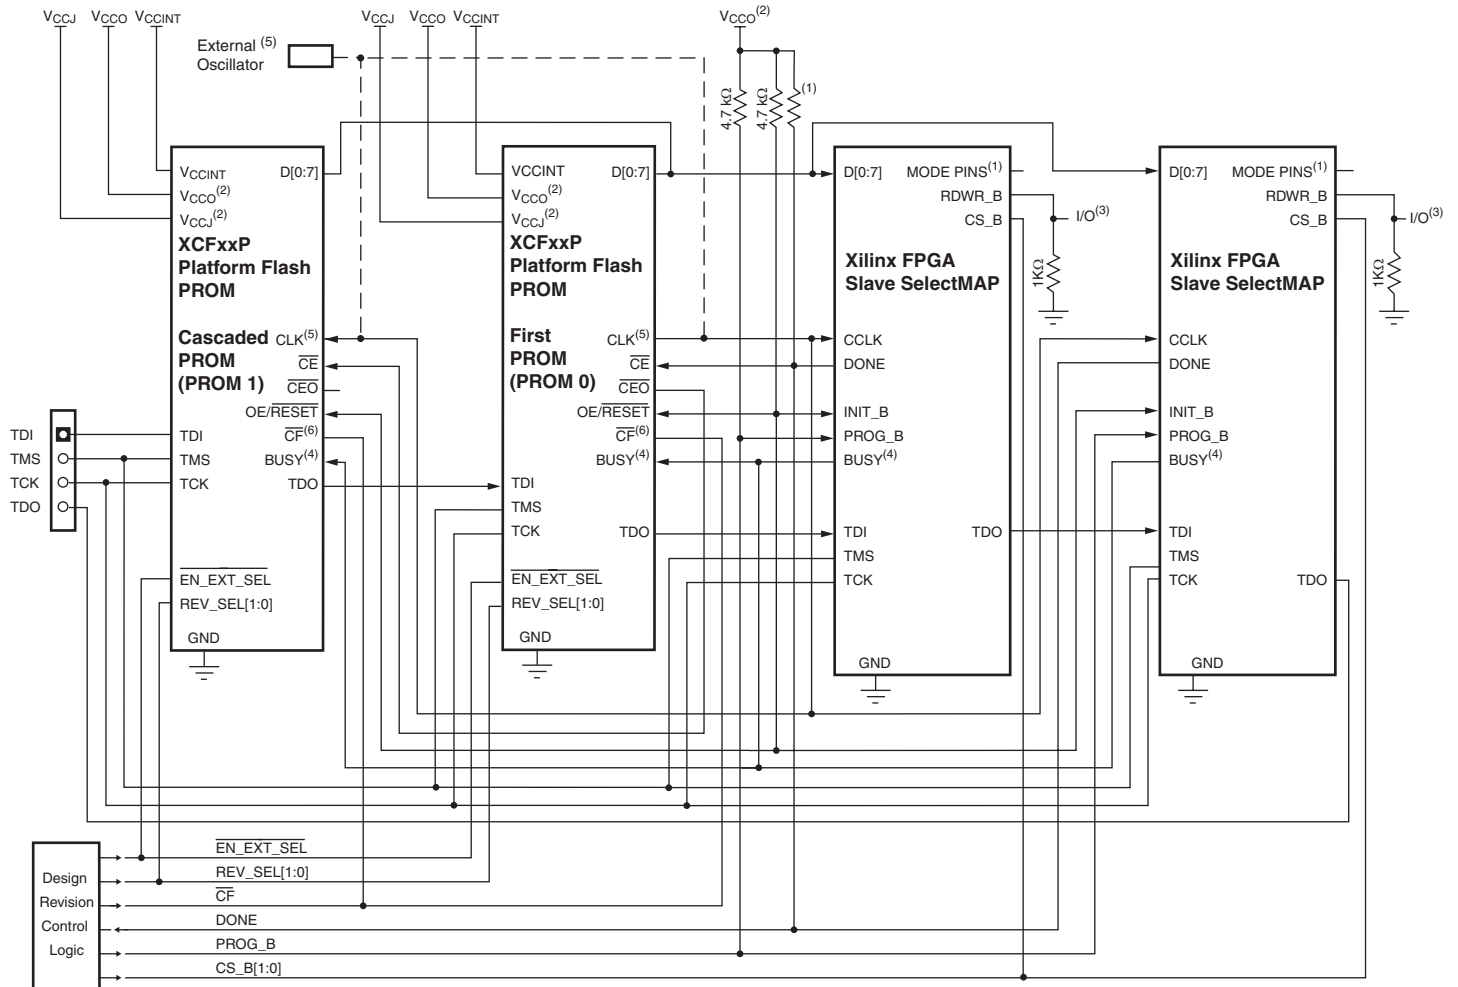 VCCJ VCCO VCCINT
VCCJ VCCO VCCINT
VCCO(2)
External (5)
Oscillator
4.7 kΩ
4.7 kΩ
(1)
VCCINT
VCCO(2)
VCCJ(2)
D[0:7]
XCFxxP
Platform Flash
PROM
Cascaded
PROM
(PROM 1)
CLK(5)
CE
CEO
OE/RESET
CF(6)
BUSY(4)
TDO
TDI
TMS
TCK
EN_EXT_SEL
REV_SEL[1:0]
GND
VCCINT
VCCO(2)
VCCJ(2)
D[0:7]
XCFxxP
Platform Flash
PROM
First
PROM
(PROM 0)
CLK(5)
CE
CEO
OE/RESET
CF(6)
BUSY(4)
TDI
TMS
TCK
TDO
EN_EXT_SEL
REV_SEL[1:0]
GND
D[0:7]
MODE PINS(1)
RDWR_B
CS_B
I/O(3)
1KΩ
Xilinx FPGA
Slave SelectMAP
CCLK
DONE
INIT_B
PROG_B
BUSY(4)
TDI
TMS
TCK
TDO
GND
D[0:7]
MODE PINS(1)
RDWR_B
CS_B
I/O(3)
1KΩ
Xilinx FPGA
Slave SelectMAP
CCLK
DONE
INIT_B
PROG_B
BUSY(4)
TDI
TMS
TCK
TDO
GND
TDI
TMS
TCK
TDO
Design
Revision
Control
Logic
EN_EXT_SEL
REV_SEL[1:0]
CF
DONE
PROG_B
CS_B[1:0]